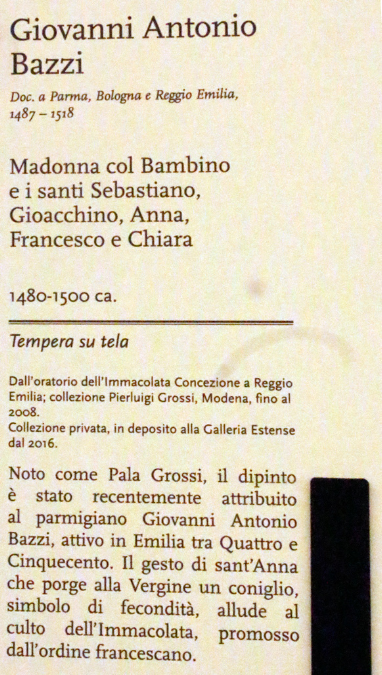 Giovanni Antonio
Bazzi
Doc. a Parma, Bologna e Reggio Emilia,
1487 – 1518
Madonna col Bambino
e i santi Sebastiano,
Gioacchino, Anna,
Francesco e Chiara
1480-1500 ca.
Tempera su tela
Dall'oratorio dell'Immacolata Concezione a Reggio
Emilia; collezione Pierluigi Grossi, Modena, fino al
2008.
Collezione privata, in deposito alla Galleria Estense
dal 2016.
Noto come Pala Grossi, il dipinto
è stato recentemente attribuito
al parmigiano Giovanni Antonio
Bazzi, attivo in Emilia tra Quattro e
Cinquecento. Il gesto di sant'Anna
che porge alla Vergine un coniglio,
simbolo di fecondità, allude al
culto dell'Immacolata, promosso
dall'ordine francescano.